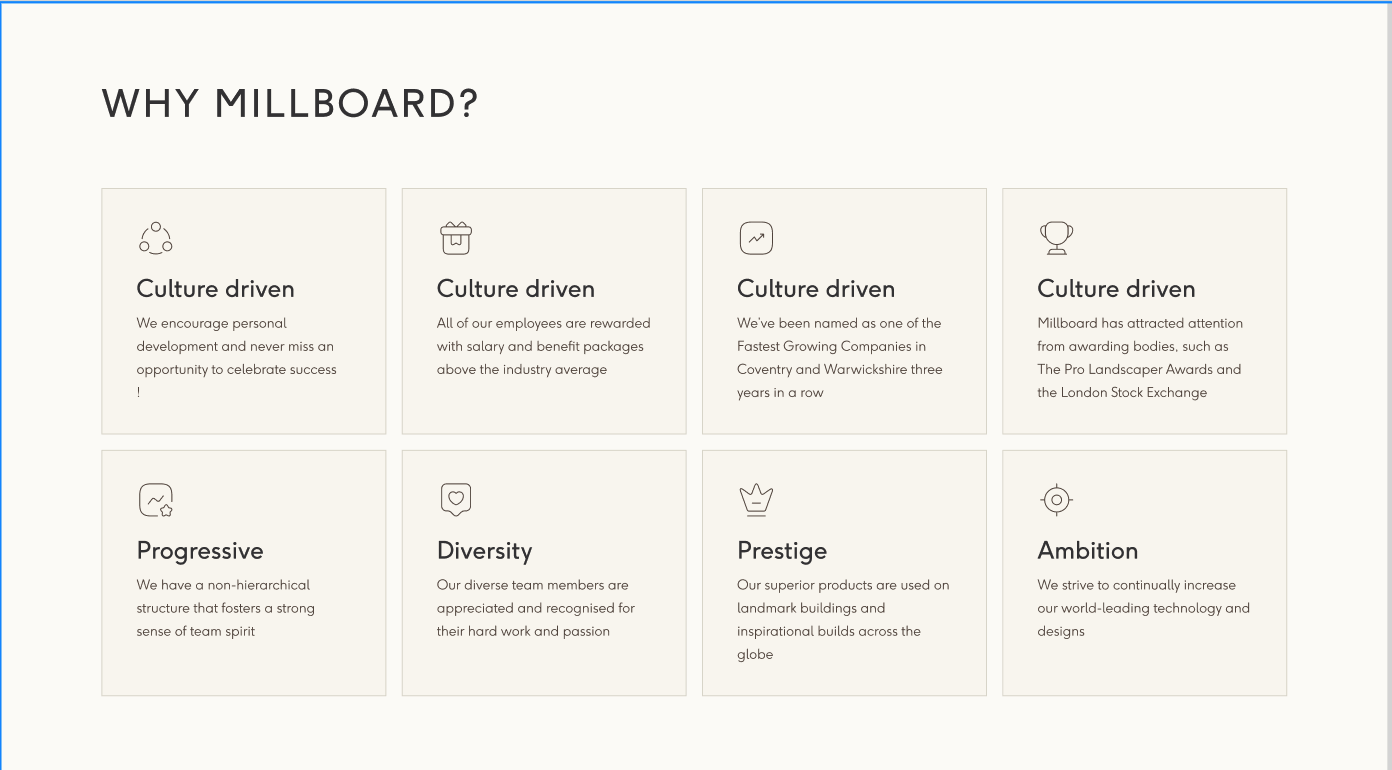 WHY MILLBOARD?
Culture driven
We encourage personal
development and never miss an
opportunity to celebrate success
!
Culture driven
All of our employees are rewarded
with salary and benefit packages
above the industry average
Culture driven
We've been named as one of the
Fastest Growing Companies in
Coventry and Warwickshire three
years in a row
Culture driven
Millboard has attracted attention
from awarding bodies, such as
The Pro Landscaper Awards and
the London Stock Exchange
Progressive
We have a non-hierarchical
structure that fosters a strong
sense of team spirit
Diversity
Our diverse team members are
appreciated and recognised for
their hard work and passion
Prestige
Our superior products are used on
landmark buildings and
inspirational builds across the
globe
Ambition
We strive to continually increase
our world-leading technology and
designs